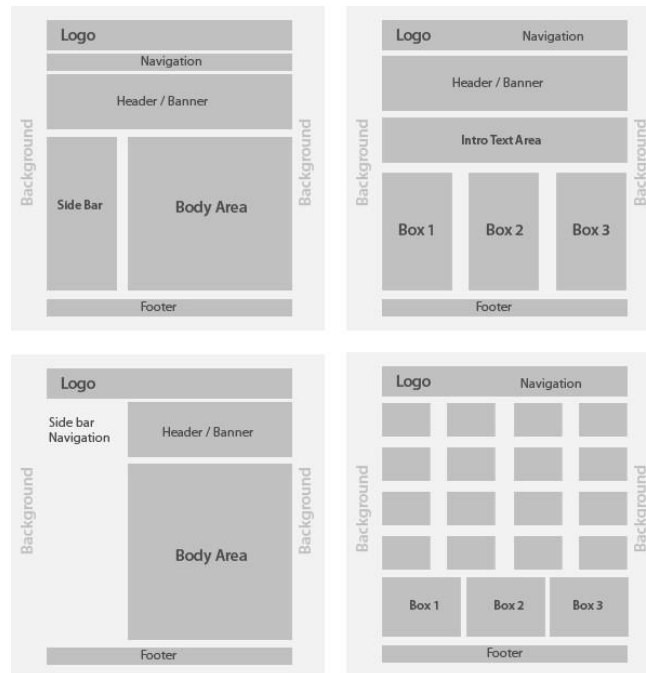 Logo
Navigation
Header / Banner
Background
Background
Side Bar
Body Area
Footer
Logo
Navigation
Header / Banner
Intro Text Area
Background
Background
Box 1
Box 2
Box 3
Footer
Logo
Side bar
Navigation
Header / Banner
Background
Background
Body Area
Footer
Logo
Navigation
Background
Background
Box 1
Box 2
Box 3
Footer